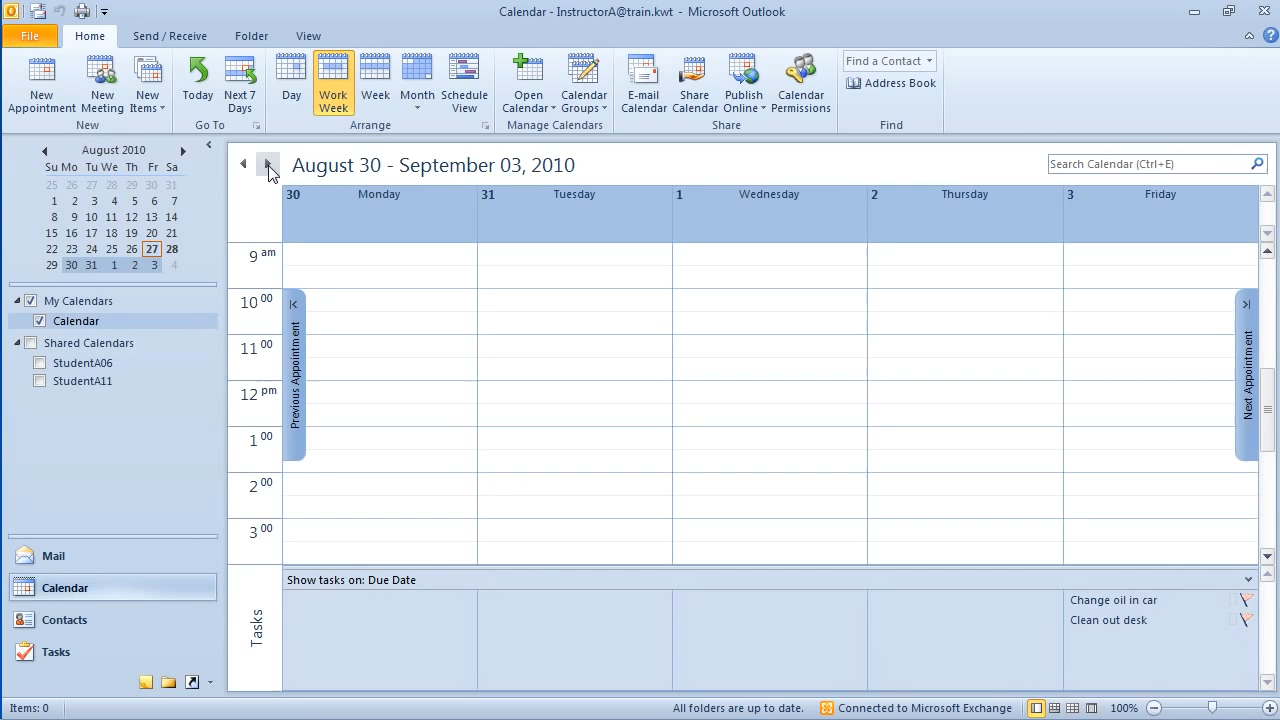 Calendar - InstructorA@train.kwt - Microsoft Outlook
File Home Send / Receive Folder View
New Appointment
New Meeting
New Items
New
Today
Next 7 Days
Go To
Day
Work Week
Week
Month
Schedule View
Arrange
Open Calendar
Calendar Groups
Manage Calendars
E-mail Calendar
Share Calendar
Publish Online
Calendar Permissions
Share
Find a Contact
Address Book
Find
August 2010
Su Mo Tu We Th Fr Sa
25 26 27 28 29 30 31
1 2 3 4 5 6 7
8 9 10 11 12 13 14
15 16 17 18 19 20 21
22 23 24 25 26 27 28
29 30 31 1 2 3 4
My Calendars
Calendar
Shared Calendars
StudentA06
StudentA11
Mail
Calendar
Contacts
Tasks
August 30 - September 03, 2010
Search Calendar (Ctrl+E)
30 Monday 31 Tuesday 1 Wednesday 2 Thursday 3 Friday
9 am
10 00
11 00
12 pm
1 00
2 00
3 00
Previous Appointment
Next Appointment
Show tasks on: Due Date
Tasks
Change oil in car
Clean out desk
Items: 0
All folders are up to date. Connected to Microsoft Exchange 100%